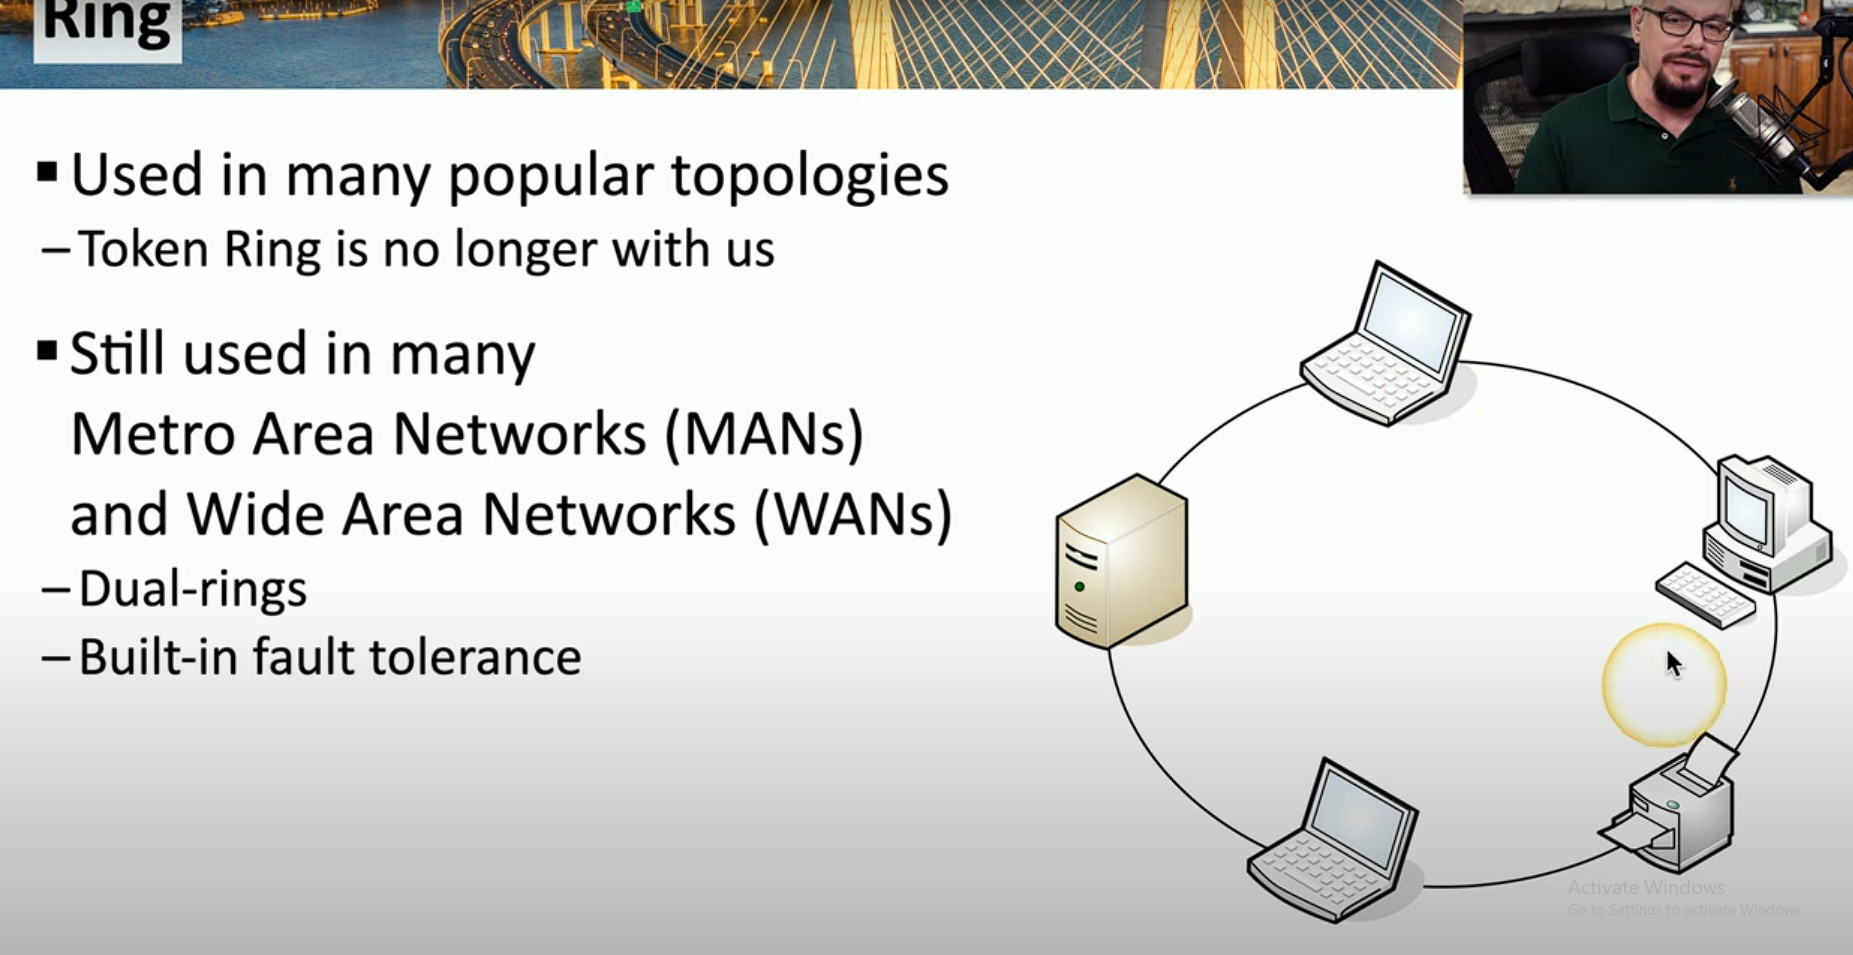 Ring
▪ Used in many popular topologies
– Token Ring is no longer with us
▪ Still used in many
Metro Area Networks (MANs)
and Wide Area Networks (WANs)
– Dual-rings
– Built-in fault tolerance
Activate Windows
Go to Settings to activate Windows.